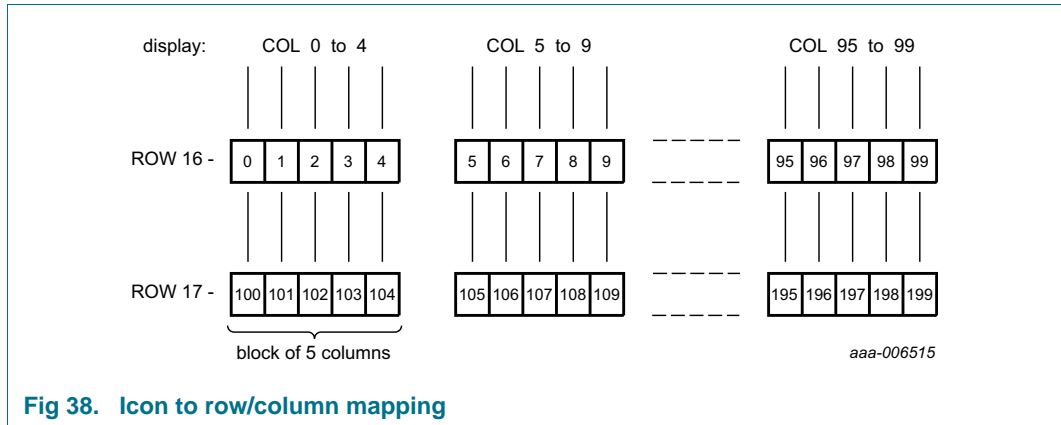 display: COL 0 to 4 COL 5 to 9 COL 95 to 99
ROW 16 - 0 1 2 3 4 5 6 7 8 9 95 96 97 98 99
ROW 17 - 100 101 102 103 104 105 106 107 108 109 195 196 197 198 199
block of 5 columns aaa-006515
Fig 38. Icon to row/column mapping